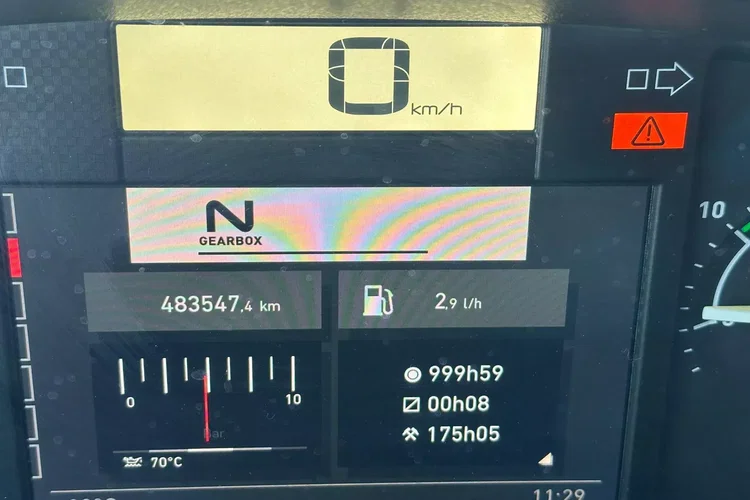 0 km/h
10
N
GEARBOX
483547,4 km
2,9 l/h
0
10
bar
70°C
999h59
00h08
175h05
11:29